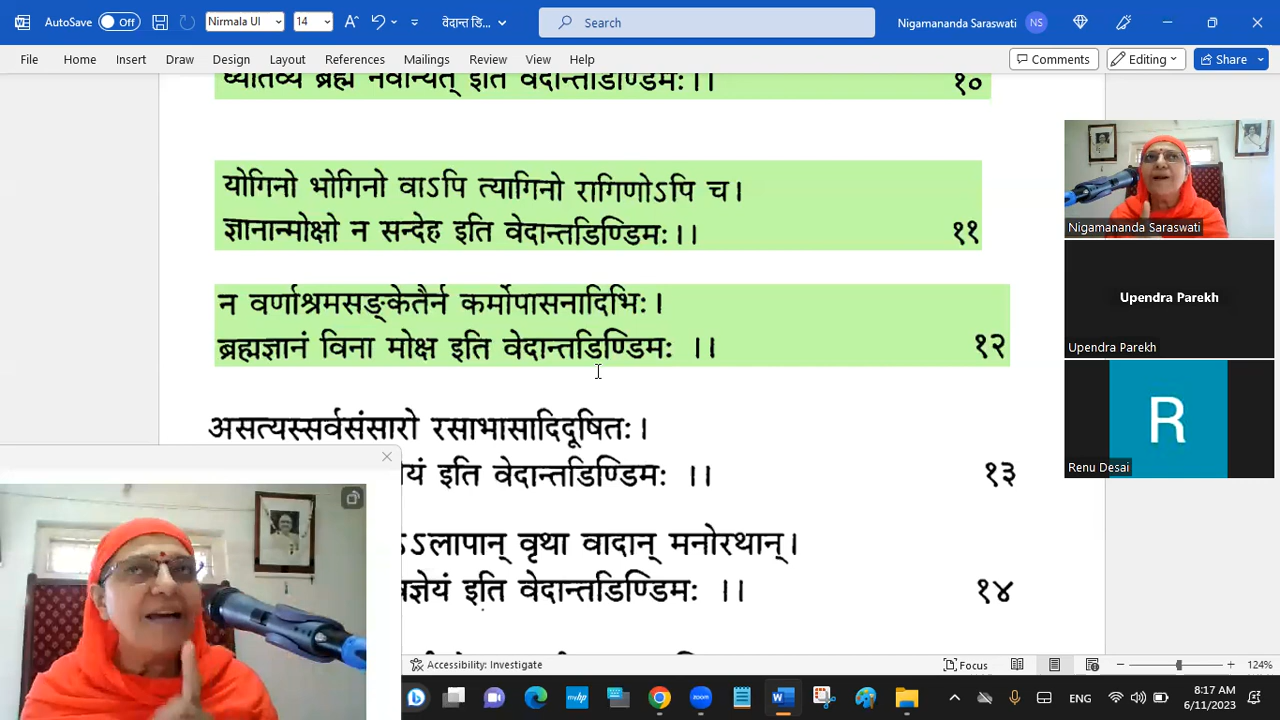 AutoSave Off Nirmala UI 14 वेदान्त डि... Search Nigamananda Saraswati NS
File Home Insert Draw Design Layout References Mailings Review View Help Comments Editing Share
ध्यातव्यं ब्रह्म नैवान्यत् इति वेदान्तडिण्डिमः।। १०
योगिनो भोगिनो वाऽपि त्यागिनो रागिणोऽपि च।
ज्ञानान्मोक्षो न सन्देह इति वेदान्तडिण्डिमः।। ११
न वर्णाश्रमसङ्केतैर्न कर्मोपासनादिभिः।
ब्रह्मज्ञानं विना मोक्ष इति वेदान्तडिण्डिमः ।। १२
असत्यस्सर्वसंसारो रसाभासादिदूषितः।
इति वेदान्तडिण्डिमः ।। १३
वृथा वादान् मनोरथान्।
इति वेदान्तडिण्डिमः ।। १४
Nigamananda Saraswati
Upendra Parekh
Upendra Parekh
R
Renu Desai
Accessibility: Investigate Focus 124%
ENG 8:17 AM
6/11/2023